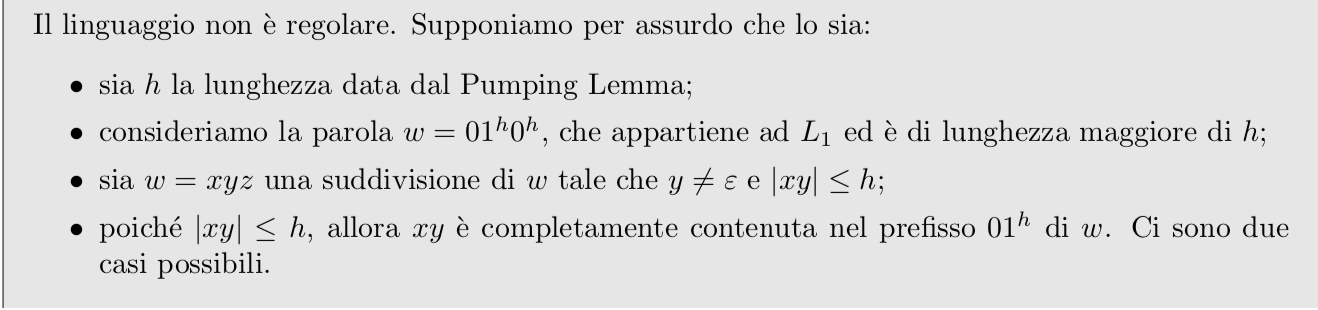 Il linguaggio non è regolare. Supponiamo per assurdo che lo sia:
• sia h la lunghezza data dal Pumping Lemma;
• consideriamo la parola w = 01^h0^h, che appartiene ad L_1 ed è di lunghezza maggiore di h;
• sia w = xyz una suddivisione di w tale che y ≠ ε e |xy| ≤ h;
• poiché |xy| ≤ h, allora xy è completamente contenuta nel prefisso 01^h di w. Ci sono due
casi possibili.